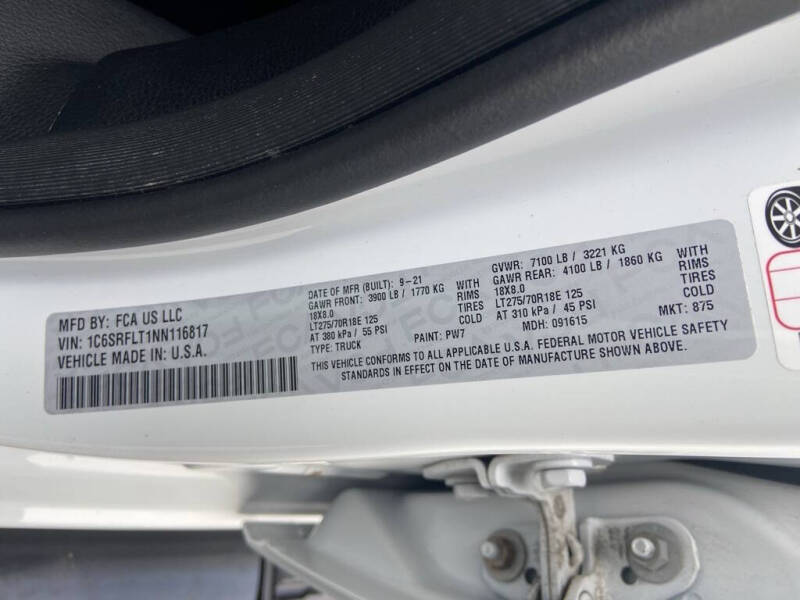 MFD BY: FCA US LLC
VIN: 1C6SRFLT1NN116817
VEHICLE MADE IN: U.S.A.
DATE OF MFR (BUILT): 9-21
GAWR FRONT: 3900 LB / 1770 KG WITH
18X8.0 RIMS
LT275/70R18E 125 TIRES
AT 380 kPa / 55 PSI COLD
TYPE: TRUCK PAINT: PW7
GVWR: 7100 LB / 3221 KG
GAWR REAR: 4100 LB / 1860 KG WITH
18X8.0 RIMS
LT275/70R18E 125 TIRES
AT 310 kPa / 45 PSI COLD
MDH: 091615 MKT: 875
THIS VEHICLE CONFORMS TO ALL APPLICABLE U.S.A. FEDERAL MOTOR VEHICLE SAFETY
STANDARDS IN EFFECT ON THE DATE OF MANUFACTURE SHOWN ABOVE.